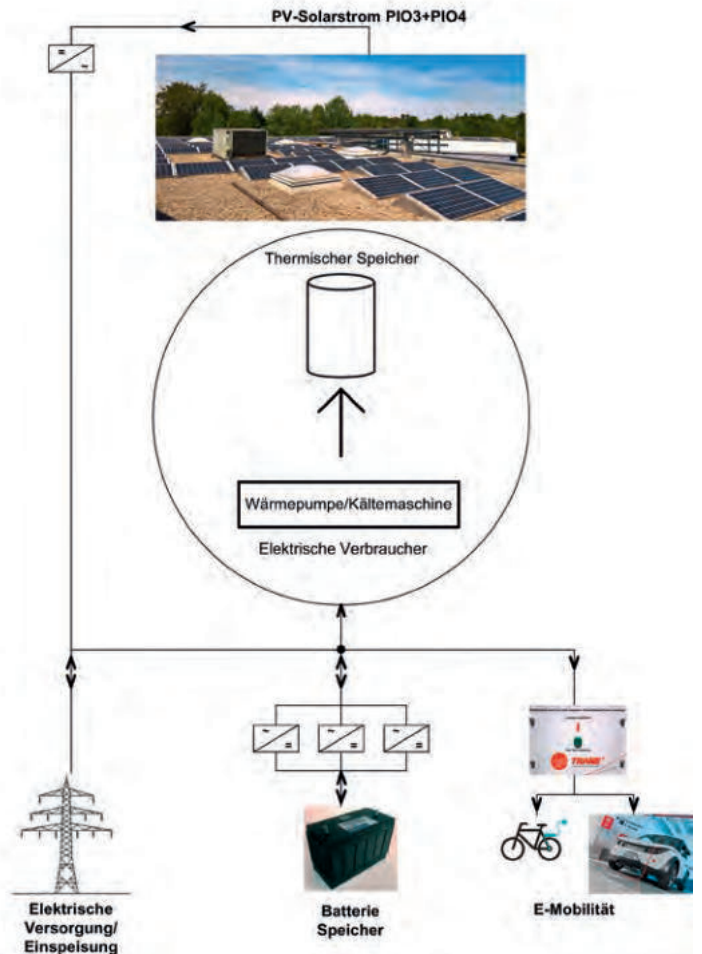 PV-Solarstrom PIO3+PIO4
Thermischer Speicher
Wärmepumpe/Kältemaschine
Elektrische Verbraucher
TRANE
Elektrische
Versorgung/
Einspeisung
Batterie
Speicher
E-Mobilität